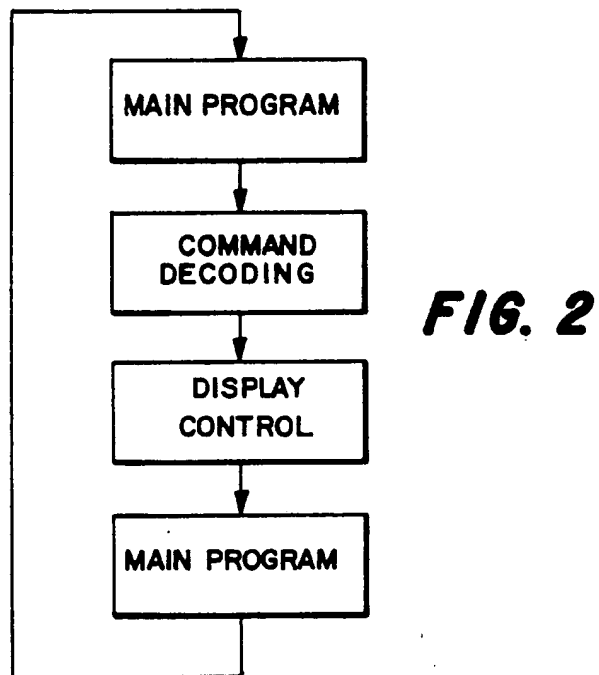 MAIN PROGRAM
COMMAND
DECODING
DISPLAY
CONTROL
MAIN PROGRAM
FIG. 2